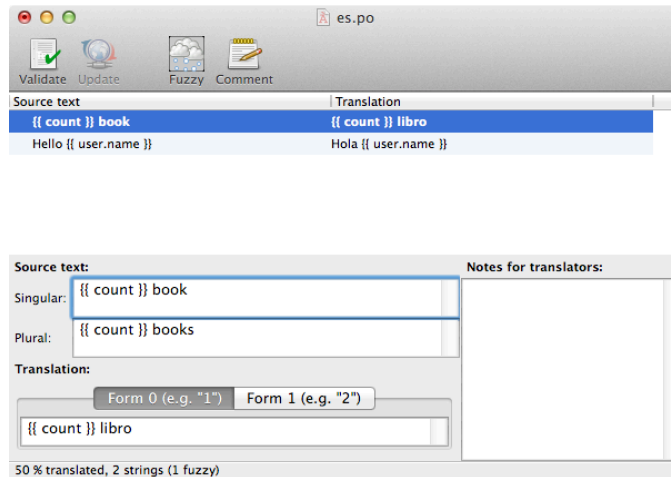 es.po
Validate Update Fuzzy Comment
Source text Translation
{{ count }} book {{ count }} libro
Hello {{ user.name }} Hola {{ user.name }}
Source text: Notes for translators:
Singular: {{ count }} book
Plural: {{ count }} books
Translation:
Form 0 (e.g. "1") Form 1 (e.g. "2")
{{ count }} libro
50 % translated, 2 strings (1 fuzzy)